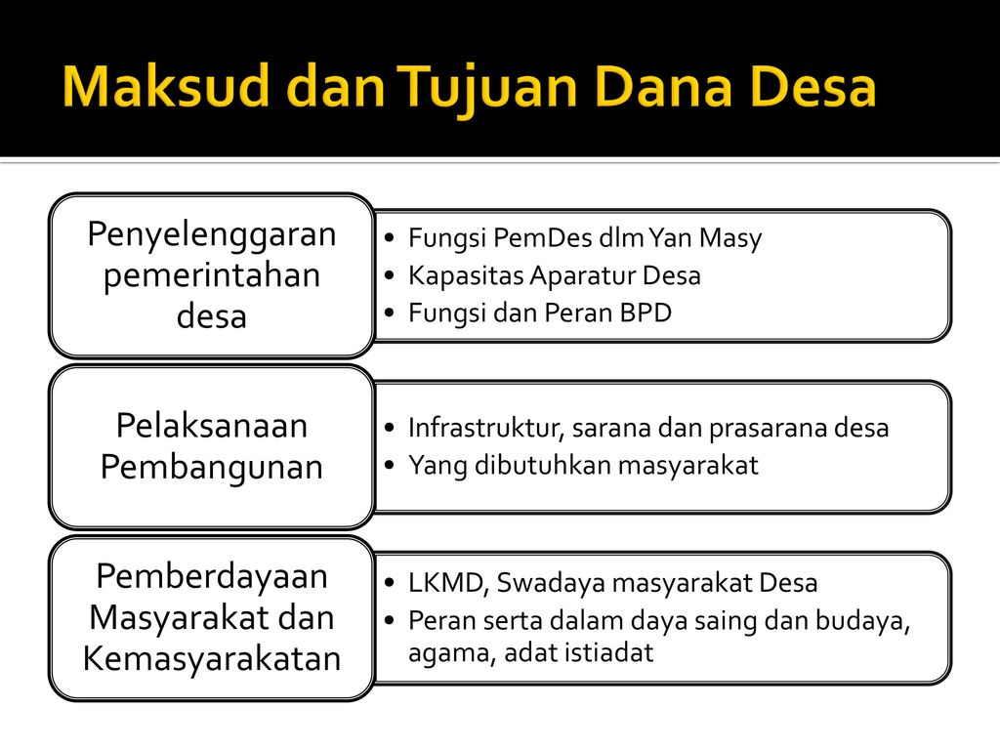 Maksud dan Tujuan Dana Desa
Penyelenggaran
pemerintahan
desa
• Fungsi PemDes dlm Yan Masy
• Kapasitas Aparatur Desa
• Fungsi dan Peran BPD
Pelaksanaan
Pembangunan
• Infrastruktur, sarana dan prasarana desa
• Yang dibutuhkan masyarakat
Pemberdayaan
Masyarakat dan
Kemasyarakatan
• LKMD, Swadaya masyarakat Desa
• Peran serta dalam daya saing dan budaya,
agama, adat istiadat